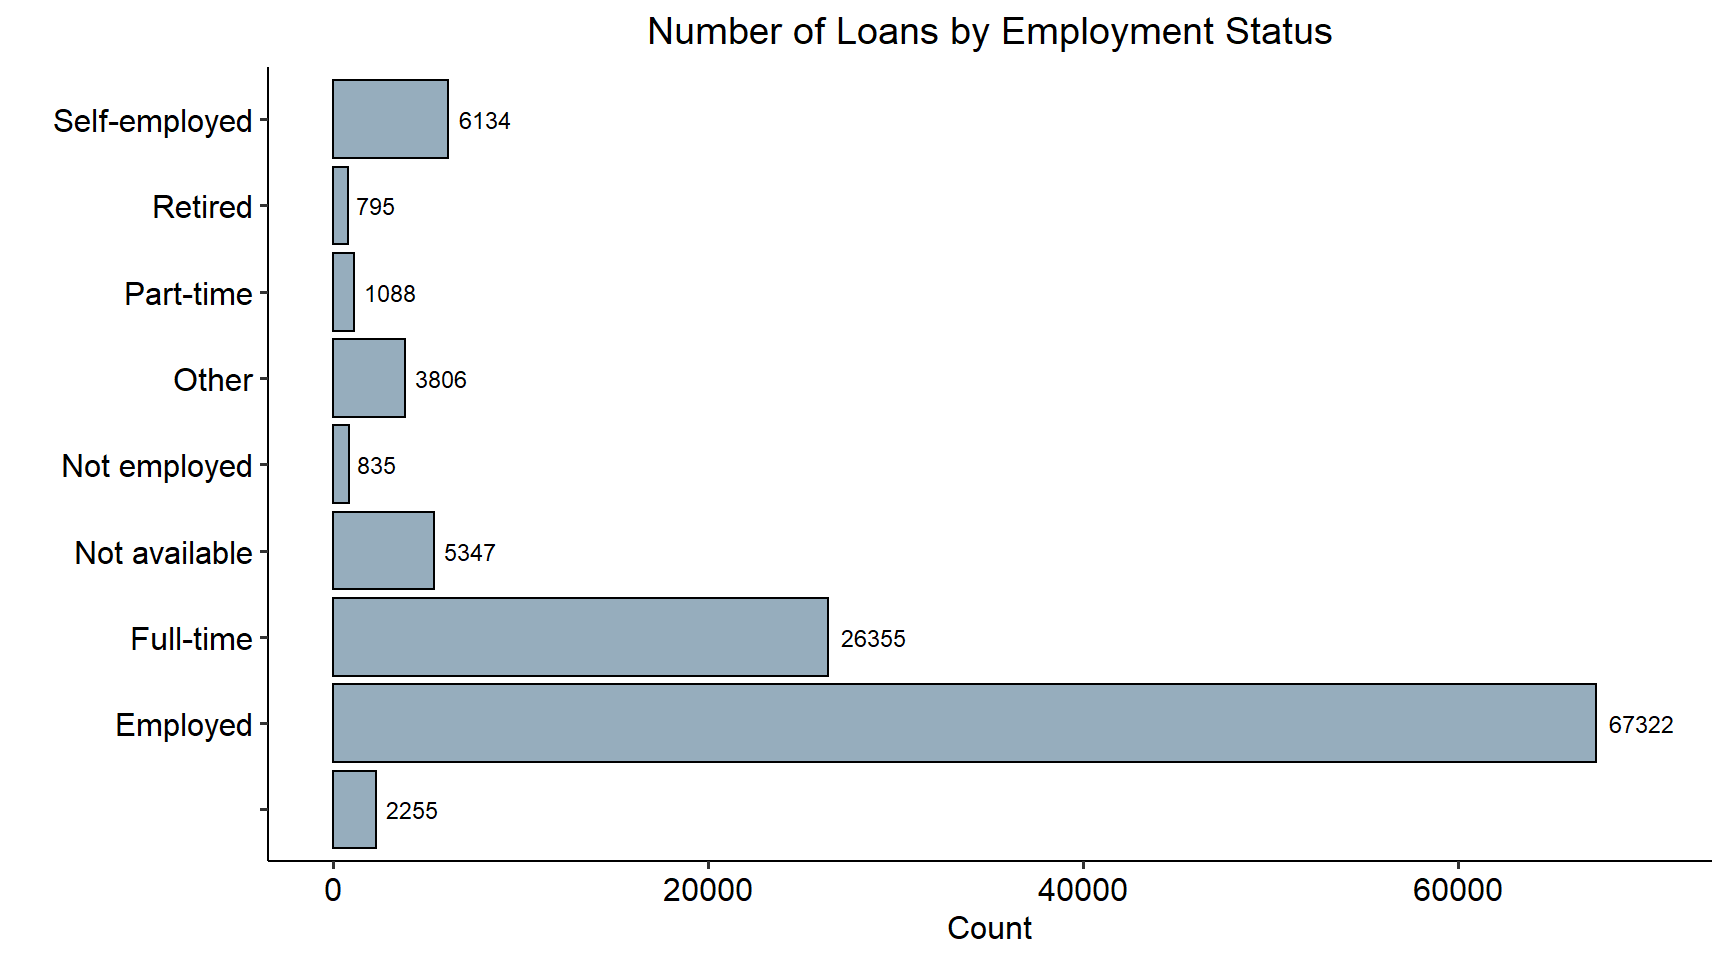 Number of Loans by Employment Status
Self-employed 6134
Retired 795
Part-time 1088
Other 3806
Not employed 835
Not available 5347
Full-time 26355
Employed 67322
2255
0 20000 40000 60000
Count